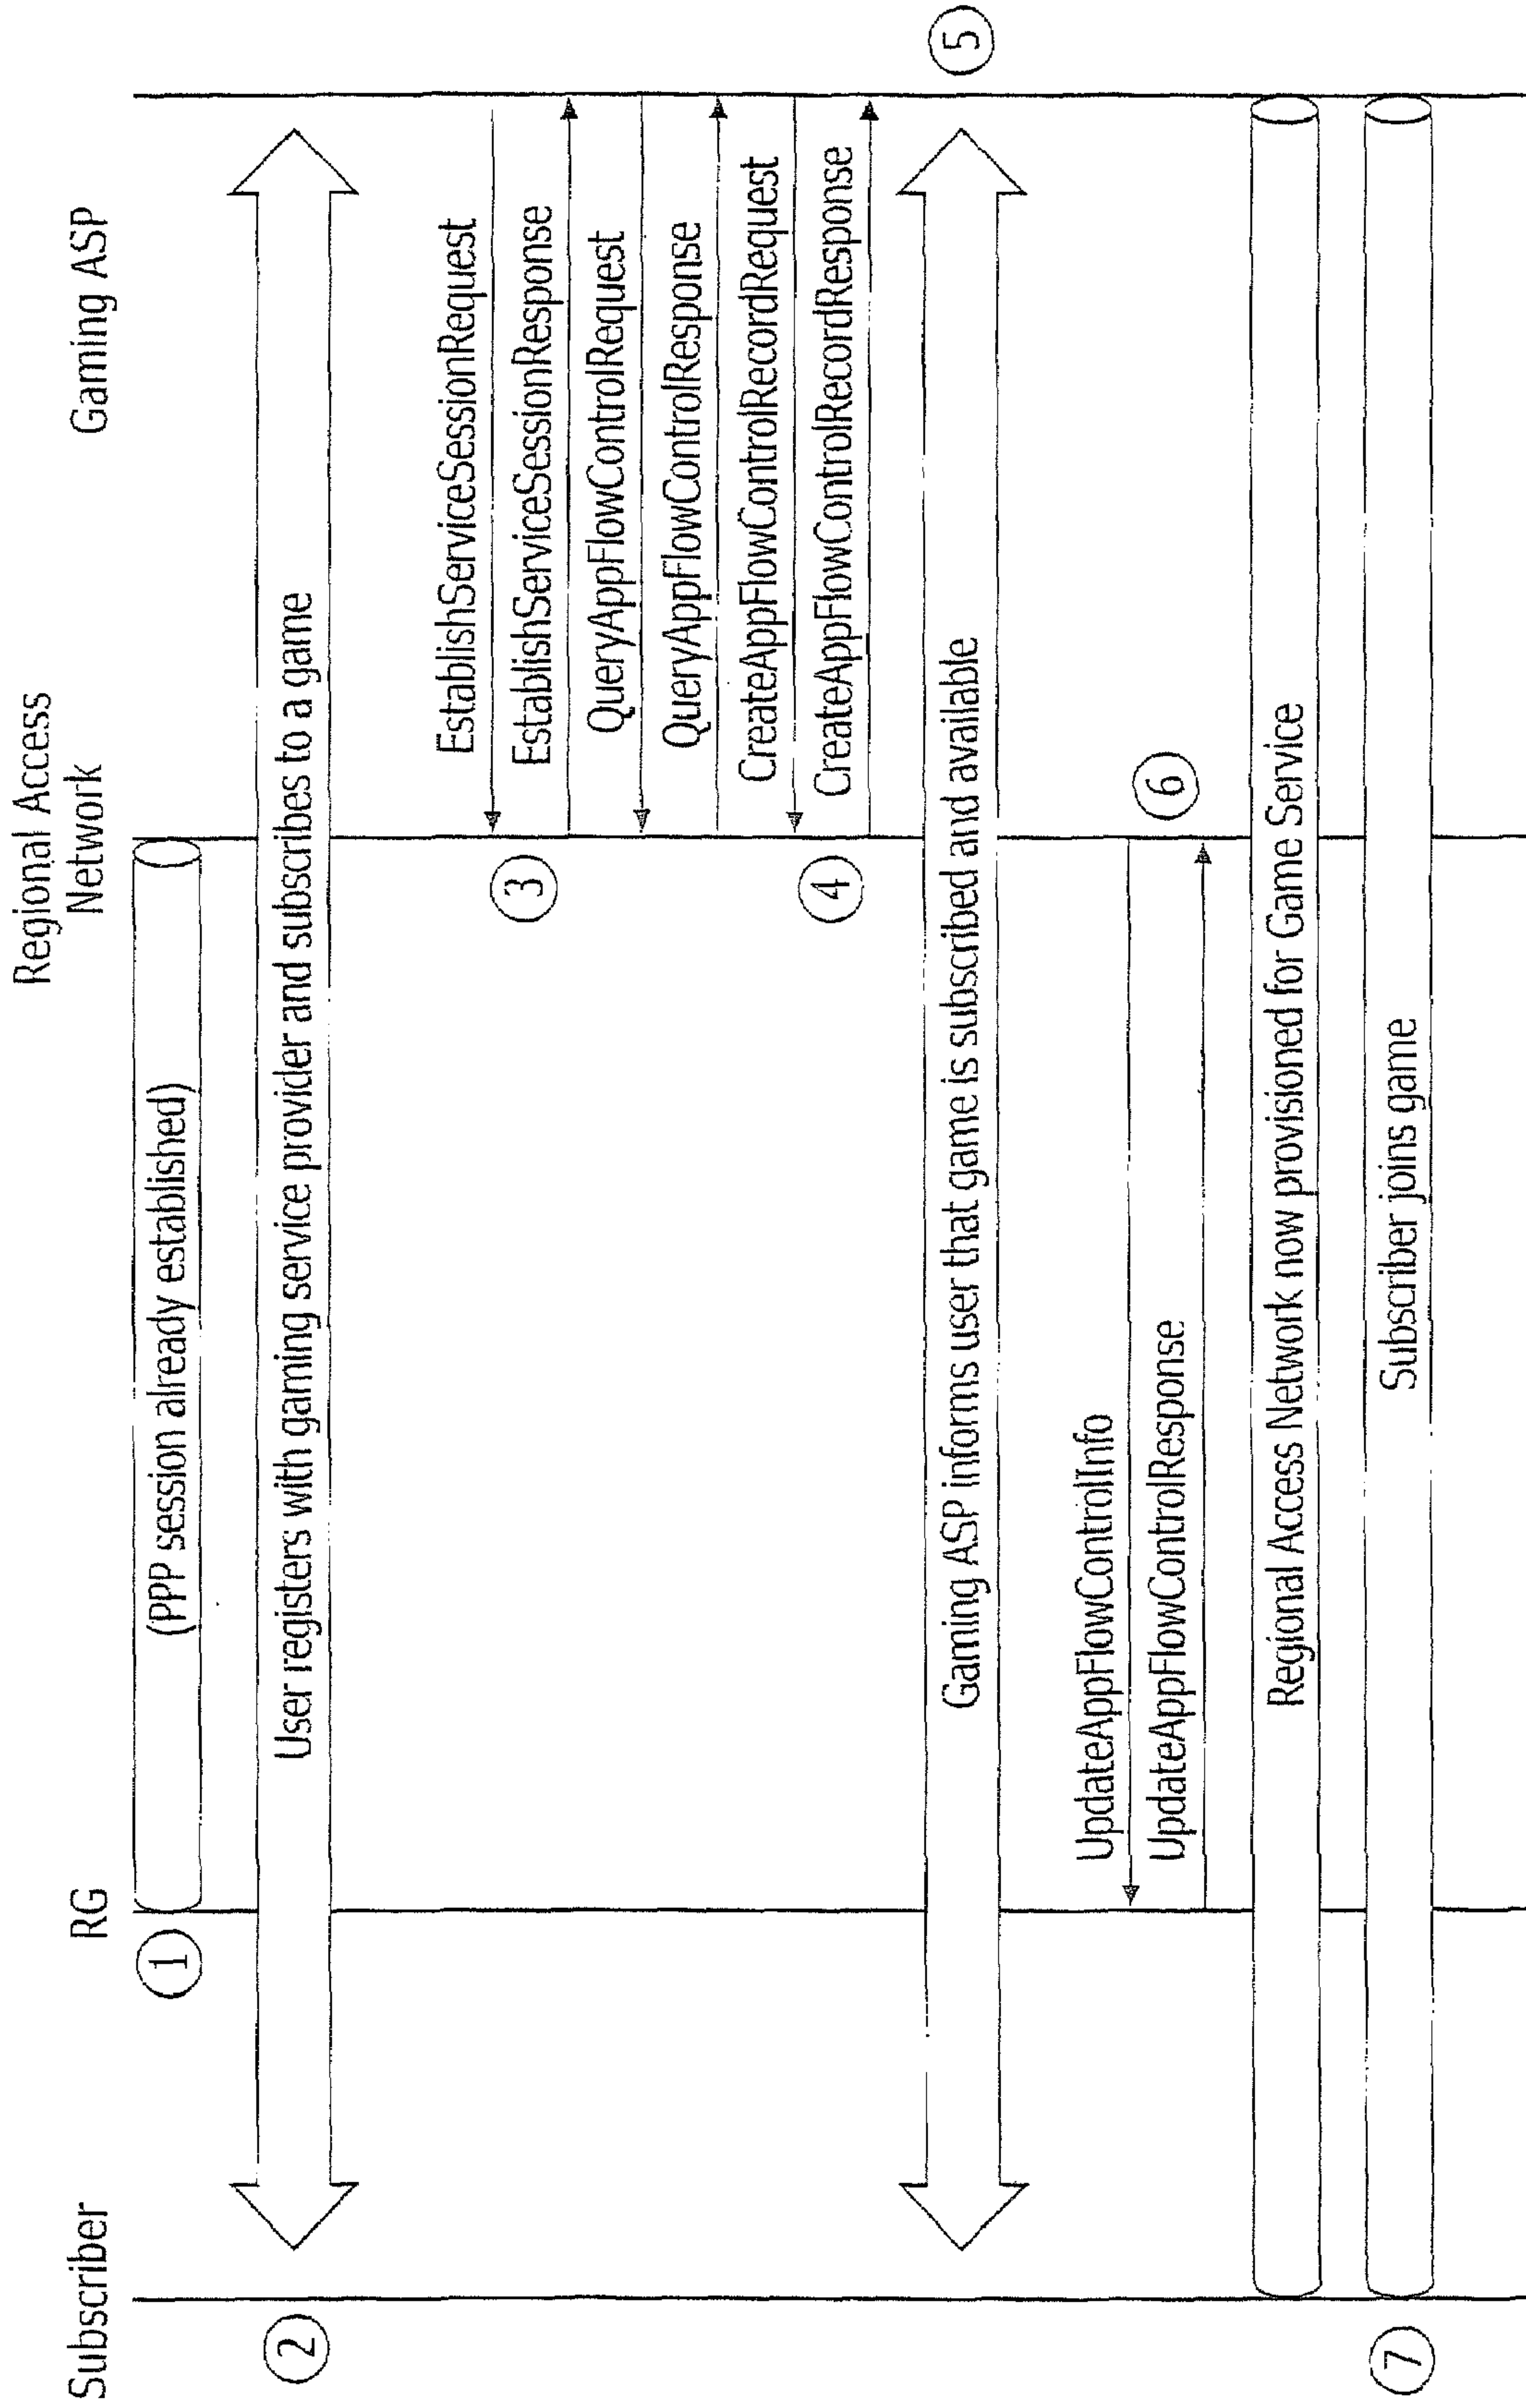 Subscriber
RG
Regional Access
Network
Gaming ASP
1
(PPP session already established)
2
User registers with gaming service provider and subscribes to a game
EstablishServiceSessionRequest
3
EstablishServiceSessionResponse
QueryAppFlowControlRequest
QueryAppFlowControlResponse
CreateAppFlowControlRecordRequest
4
CreateAppFlowControlRecordResponse
Gaming ASP informs user that game is subscribed and available
5
UpdateAppFlowControlInfo
6
UpdateAppFlowControlResponse
Regional Access Network now provisioned for Game Service
7
Subscriber joins game